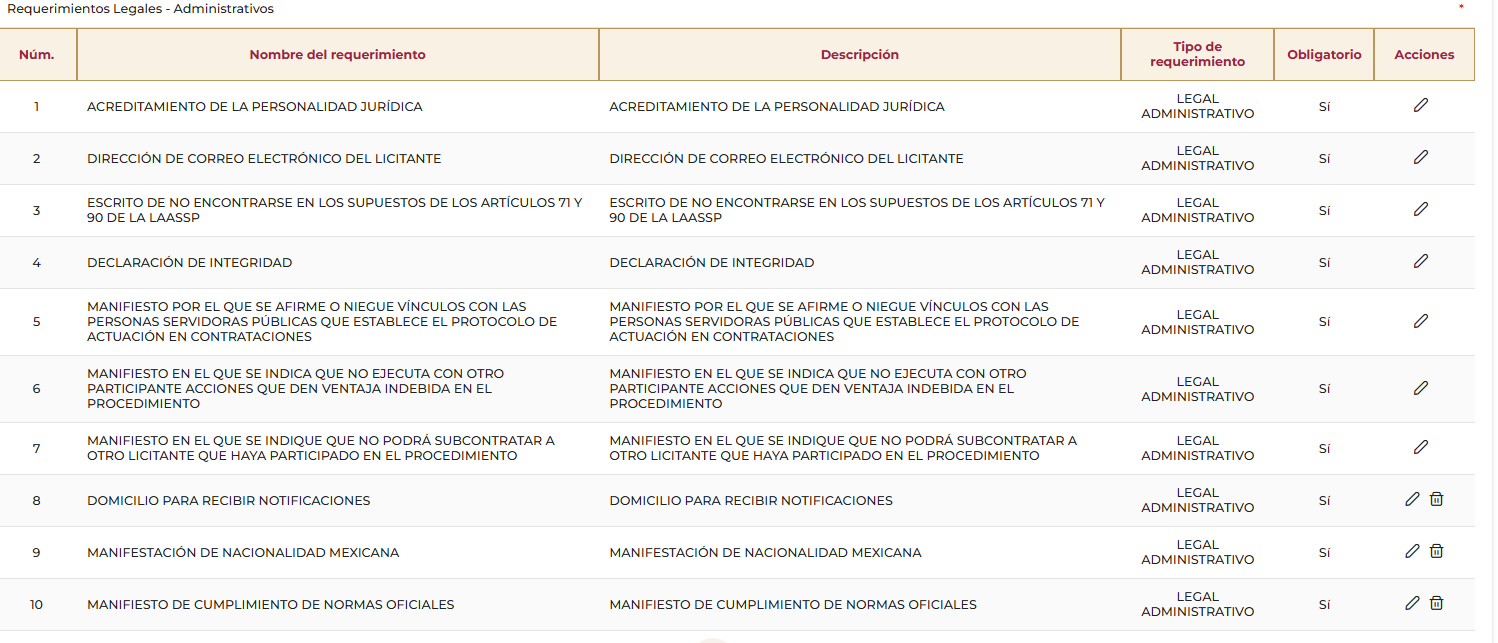 Requerimientos Legales - Administrativos *
Núm. Nombre del requerimiento Descripción Tipo de requerimiento Obligatorio Acciones
1 ACREDITAMIENTO DE LA PERSONALIDAD JURÍDICA ACREDITAMIENTO DE LA PERSONALIDAD JURÍDICA LEGAL ADMINISTRATIVO Sí
2 DIRECCIÓN DE CORREO ELECTRÓNICO DEL LICITANTE DIRECCIÓN DE CORREO ELECTRÓNICO DEL LICITANTE LEGAL ADMINISTRATIVO Sí
3 ESCRITO DE NO ENCONTRARSE EN LOS SUPUESTOS DE LOS ARTÍCULOS 71 Y 90 DE LA LAASSP ESCRITO DE NO ENCONTRARSE EN LOS SUPUESTOS DE LOS ARTÍCULOS 71 Y 90 DE LA LAASSP LEGAL ADMINISTRATIVO Sí
4 DECLARACIÓN DE INTEGRIDAD DECLARACIÓN DE INTEGRIDAD LEGAL ADMINISTRATIVO Sí
5 MANIFIESTO POR EL QUE SE AFIRME O NIEGUE VÍNCULOS CON LAS PERSONAS SERVIDORAS PÚBLICAS QUE ESTABLECE EL PROTOCOLO DE ACTUACIÓN EN CONTRATACIONES MANIFIESTO POR EL QUE SE AFIRME O NIEGUE VÍNCULOS CON LAS PERSONAS SERVIDORAS PÚBLICAS QUE ESTABLECE EL PROTOCOLO DE ACTUACIÓN EN CONTRATACIONES LEGAL ADMINISTRATIVO Sí
6 MANIFIESTO EN EL QUE SE INDICA QUE NO EJECUTA CON OTRO PARTICIPANTE ACCIONES QUE DEN VENTAJA INDEBIDA EN EL PROCEDIMIENTO MANIFIESTO EN EL QUE SE INDICA QUE NO EJECUTA CON OTRO PARTICIPANTE ACCIONES QUE DEN VENTAJA INDEBIDA EN EL PROCEDIMIENTO LEGAL ADMINISTRATIVO Sí
7 MANIFIESTO EN EL QUE SE INDIQUE QUE NO PODRÁ SUBCONTRATAR A OTRO LICITANTE QUE HAYA PARTICIPADO EN EL PROCEDIMIENTO MANIFIESTO EN EL QUE SE INDIQUE QUE NO PODRÁ SUBCONTRATAR A OTRO LICITANTE QUE HAYA PARTICIPADO EN EL PROCEDIMIENTO LEGAL ADMINISTRATIVO Sí
8 DOMICILIO PARA RECIBIR NOTIFICACIONES DOMICILIO PARA RECIBIR NOTIFICACIONES LEGAL ADMINISTRATIVO Sí
9 MANIFESTACIÓN DE NACIONALIDAD MEXICANA MANIFESTACIÓN DE NACIONALIDAD MEXICANA LEGAL ADMINISTRATIVO Sí
10 MANIFIESTO DE CUMPLIMIENTO DE NORMAS OFICIALES MANIFIESTO DE CUMPLIMIENTO DE NORMAS OFICIALES LEGAL ADMINISTRATIVO Sí